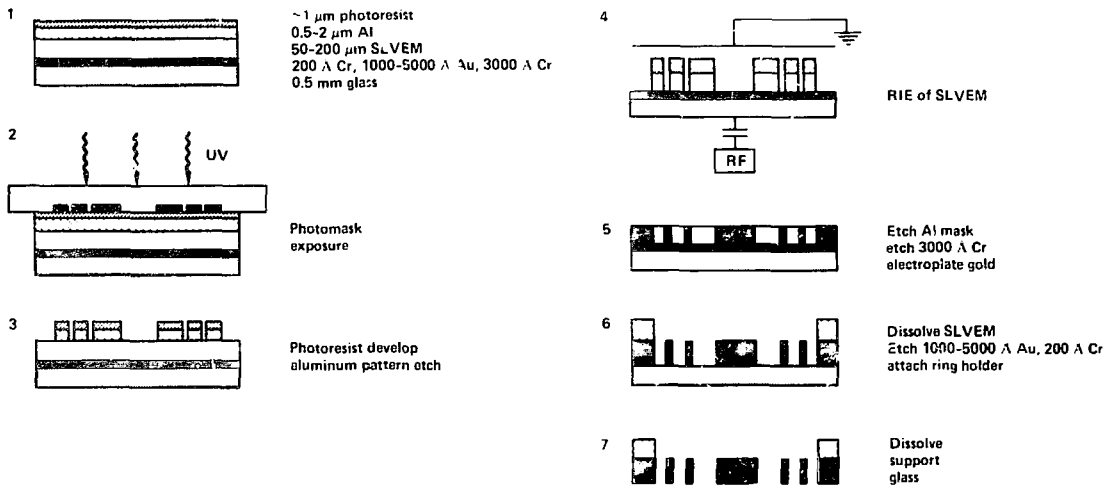 1
~1 μm photoresist
0.5-2 μm Al
50-200 μm SLVEM
200 Å Cr, 1000-5000 Å Au, 3000 Å Cr
0.5 mm glass
2
UV
Photomask
exposure
3
Photoresist develop
aluminum pattern etch
4
RIE of SLVEM
RF
5
Etch Al mask
etch 3000 Å Cr
electroplate gold
6
Dissolve SLVEM
Etch 1000-5000 Å Au, 200 Å Cr
attach ring holder
7
Dissolve
support
glass